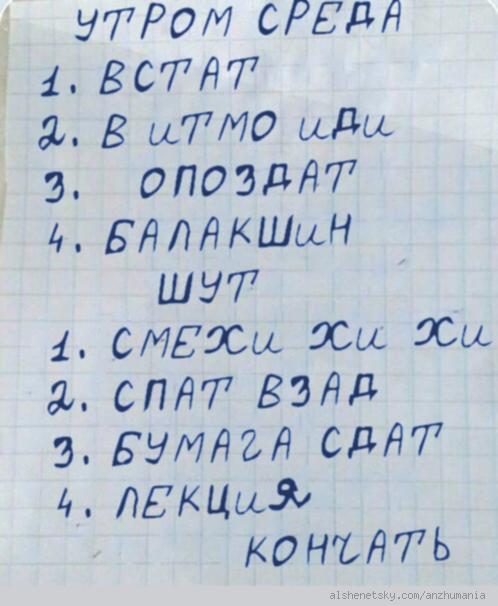 УТРОМ СРЕДА
1. ВСТАТ
2. В ИТМО ИДИ
3. ОПОЗДАТ
4. БАЛАКШИН
ШУТ
1. СМЕХИ ХИ ХИ
2. СПАТ ВЗАД
3. БУМАГА СДАТ
4. ЛЕКЦИЯ
КОНЧАТЬ
alshenetsky.com/anzhumania